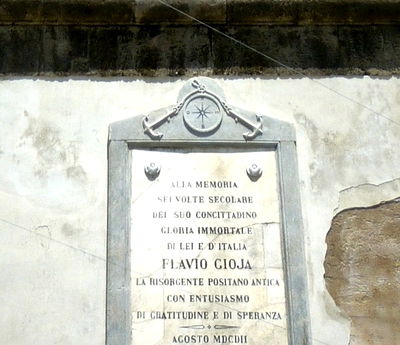 ALLA MEMORIA
SEI VOLTE SECOLARE
DEL SUO CONCITTADINO
GLORIA IMMORTALE
DI LEI E D'ITALIA
FLAVIO GIOJA
LA RISORGENTE POSITANO ANTICA
CON ENTUSIASMO
DI GRATITUDINE E DI SPERANZA
AGOSTO MDCDII